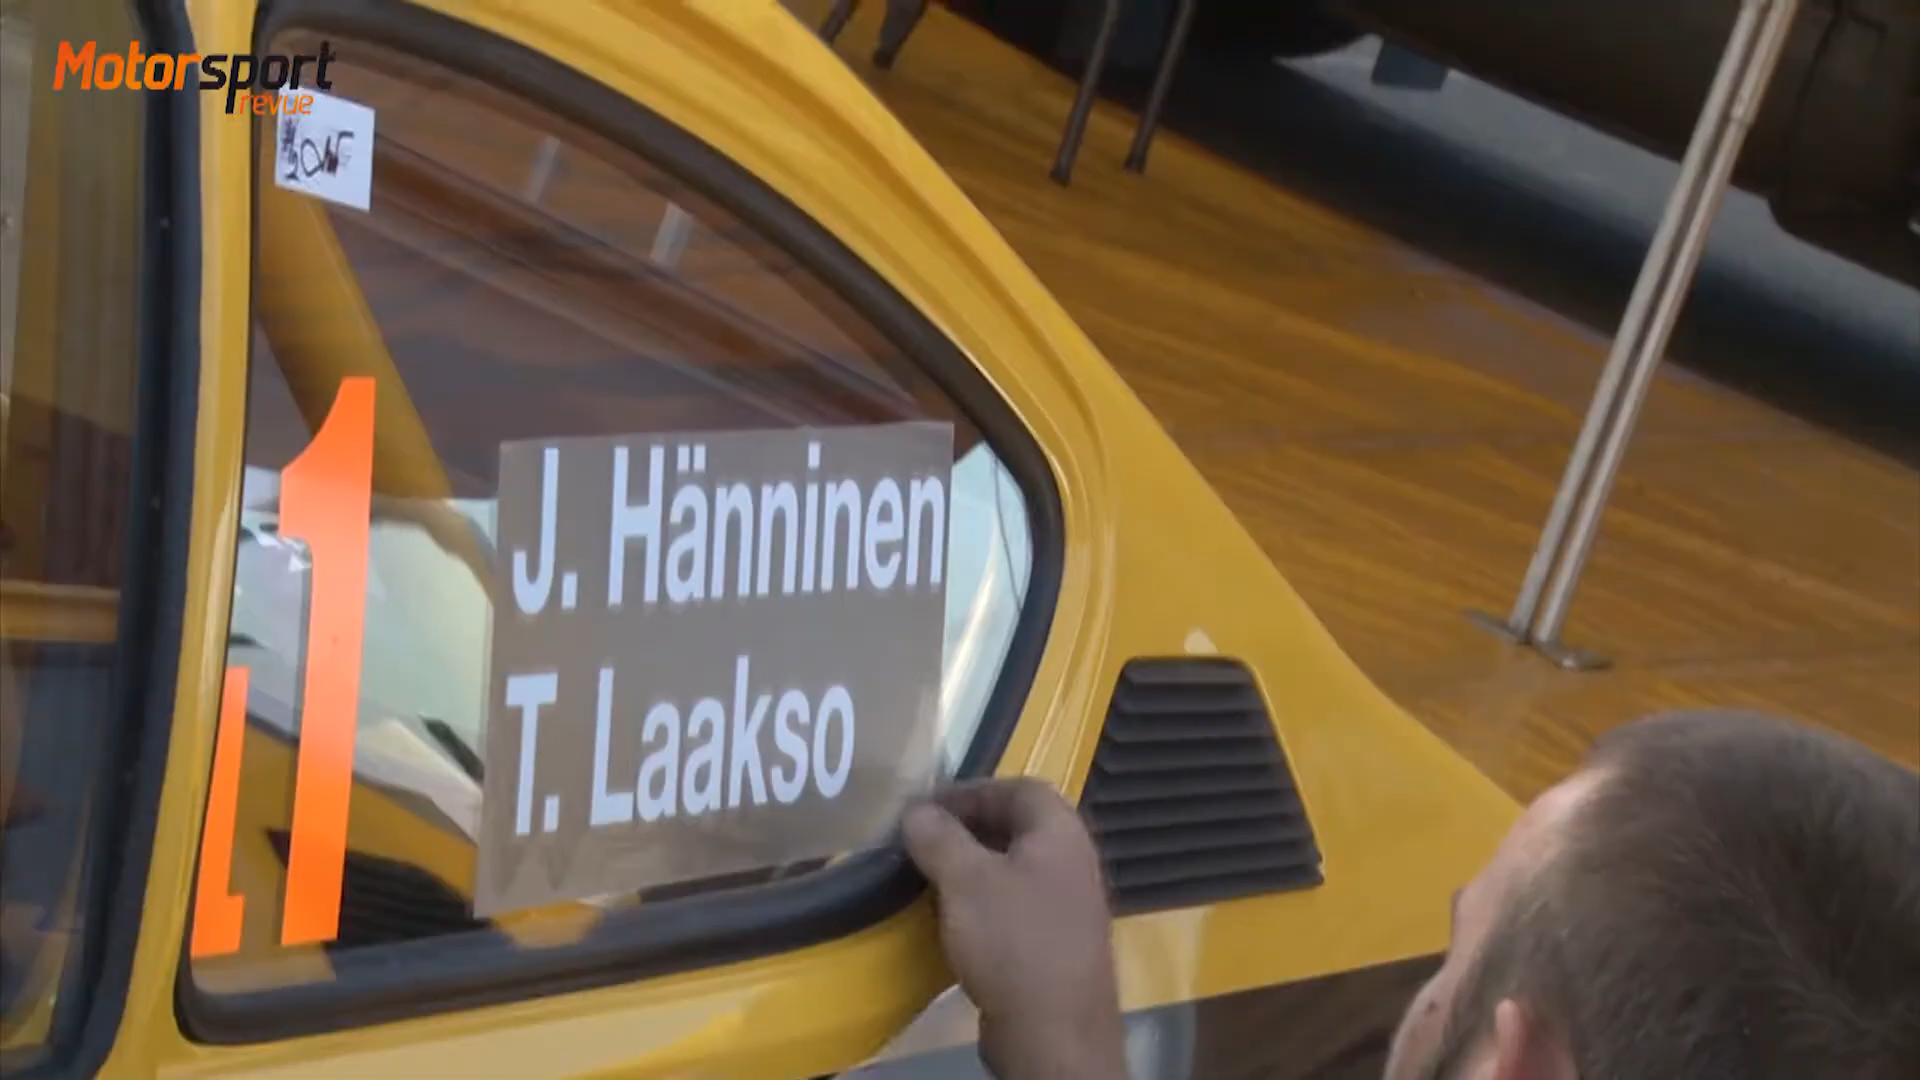 Motorsport
revue
1
J. Hänninen
T. Laakso